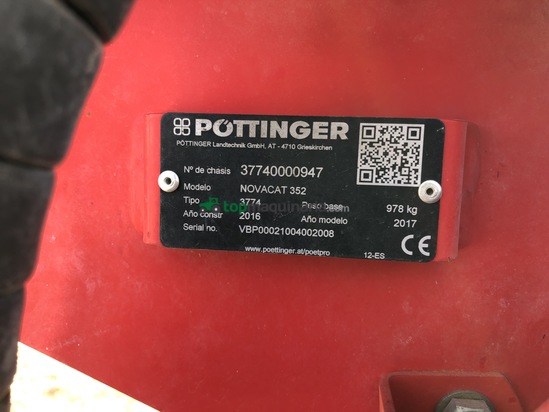 PÖTTINGER
PÖTTINGER Landtechnik GmbH, AT - 4710 Grieskirchen
Nº de chasis 37740000947
Modelo NOVACAT 352
Tipo 3774 Peso base 978 kg
Año constr 2016 Año modelo 2017
Serial no. VBP00021004002008
www.poettinger.at/poetpro 12-ES
CE